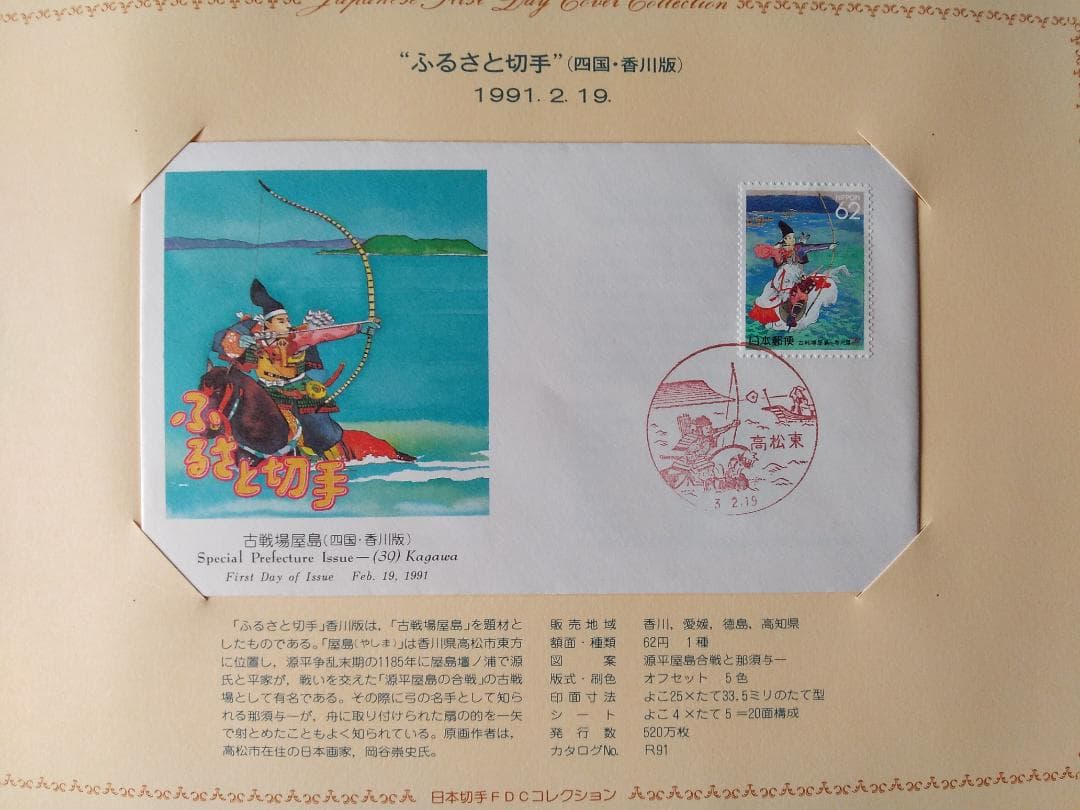 Japanese First Day Cover Collection
“ふるさと切手”(四国・香川版)
1991. 2. 19.
NIPPON
62
日本郵便
高松東
3 2.19
ふるさと切手
古戦場屋島(四国・香川版)
Special Prefecture Issue—(39) Kagawa
First Day of Issue Feb. 19, 1991
「ふるさと切手」香川版は,「古戦場屋島」を題材と
したものである。「屋島(やしま)」は香川県高松市東方
に位置し, 源平争乱末期の1185年に屋島壇ノ浦で源
氏と平家が, 戦いを交えた「源平屋島の合戦」の古戦
場として有名である。その際に弓の名手として知ら
れる那須与一が, 舟に取り付けられた扇の的を一矢
で射とめたこともよく知られている。原画作者は,
高松市在住の日本画家, 岡谷崇史氏。
販売地域 香川, 愛媛, 徳島, 高知県
額面・種類 62円 1種
図案 源平屋島合戦と那須与一
版式・刷色 オフセット 5色
印面寸法 よこ25×たて33.5ミリのたて型
シート よこ4×たて5=20面構成
発行数 520万枚
カタログNo. R91
日本切手FDCコレクション